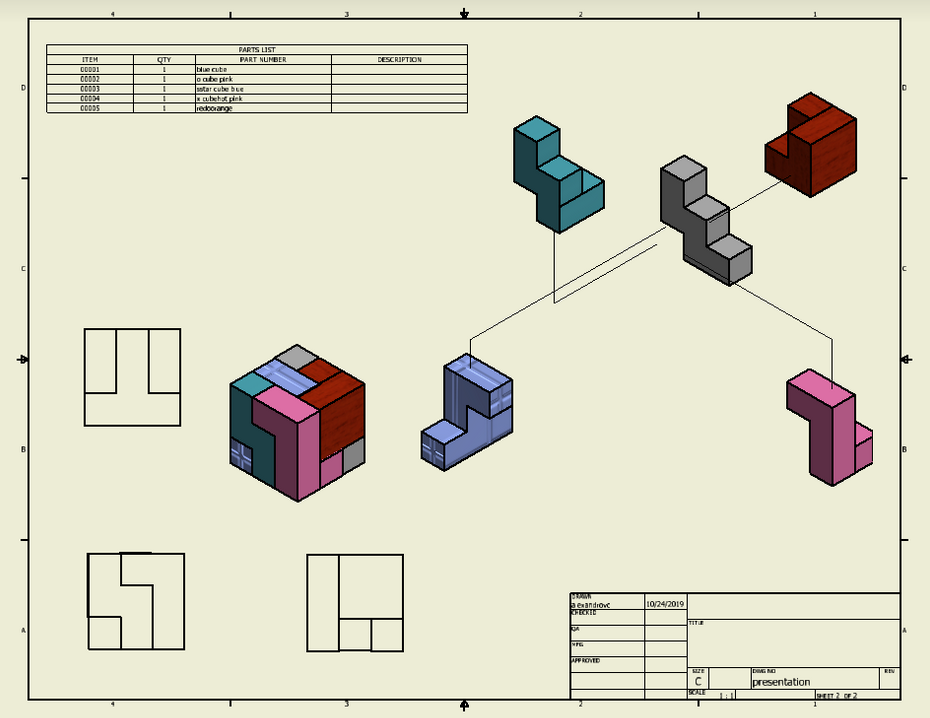 4 3 2 1
PARTS LIST
ITEM QTY PART NUMBER DESCRIPTION
00001 1 blue cube
00002 1 o cube pink
00003 1 sstar cube blue
00004 1 x cubehot pink
00005 1 redoorange
D D
C C
B B
A A
DRAWN
alexandrovc 10/24/2019
CHECKED
QA
MFG
APPROVED
TITLE
SIZE
C
DWG NO
presentation
REV
SCALE
1 : 1
SHEET 2 OF 2
4 3 2 1